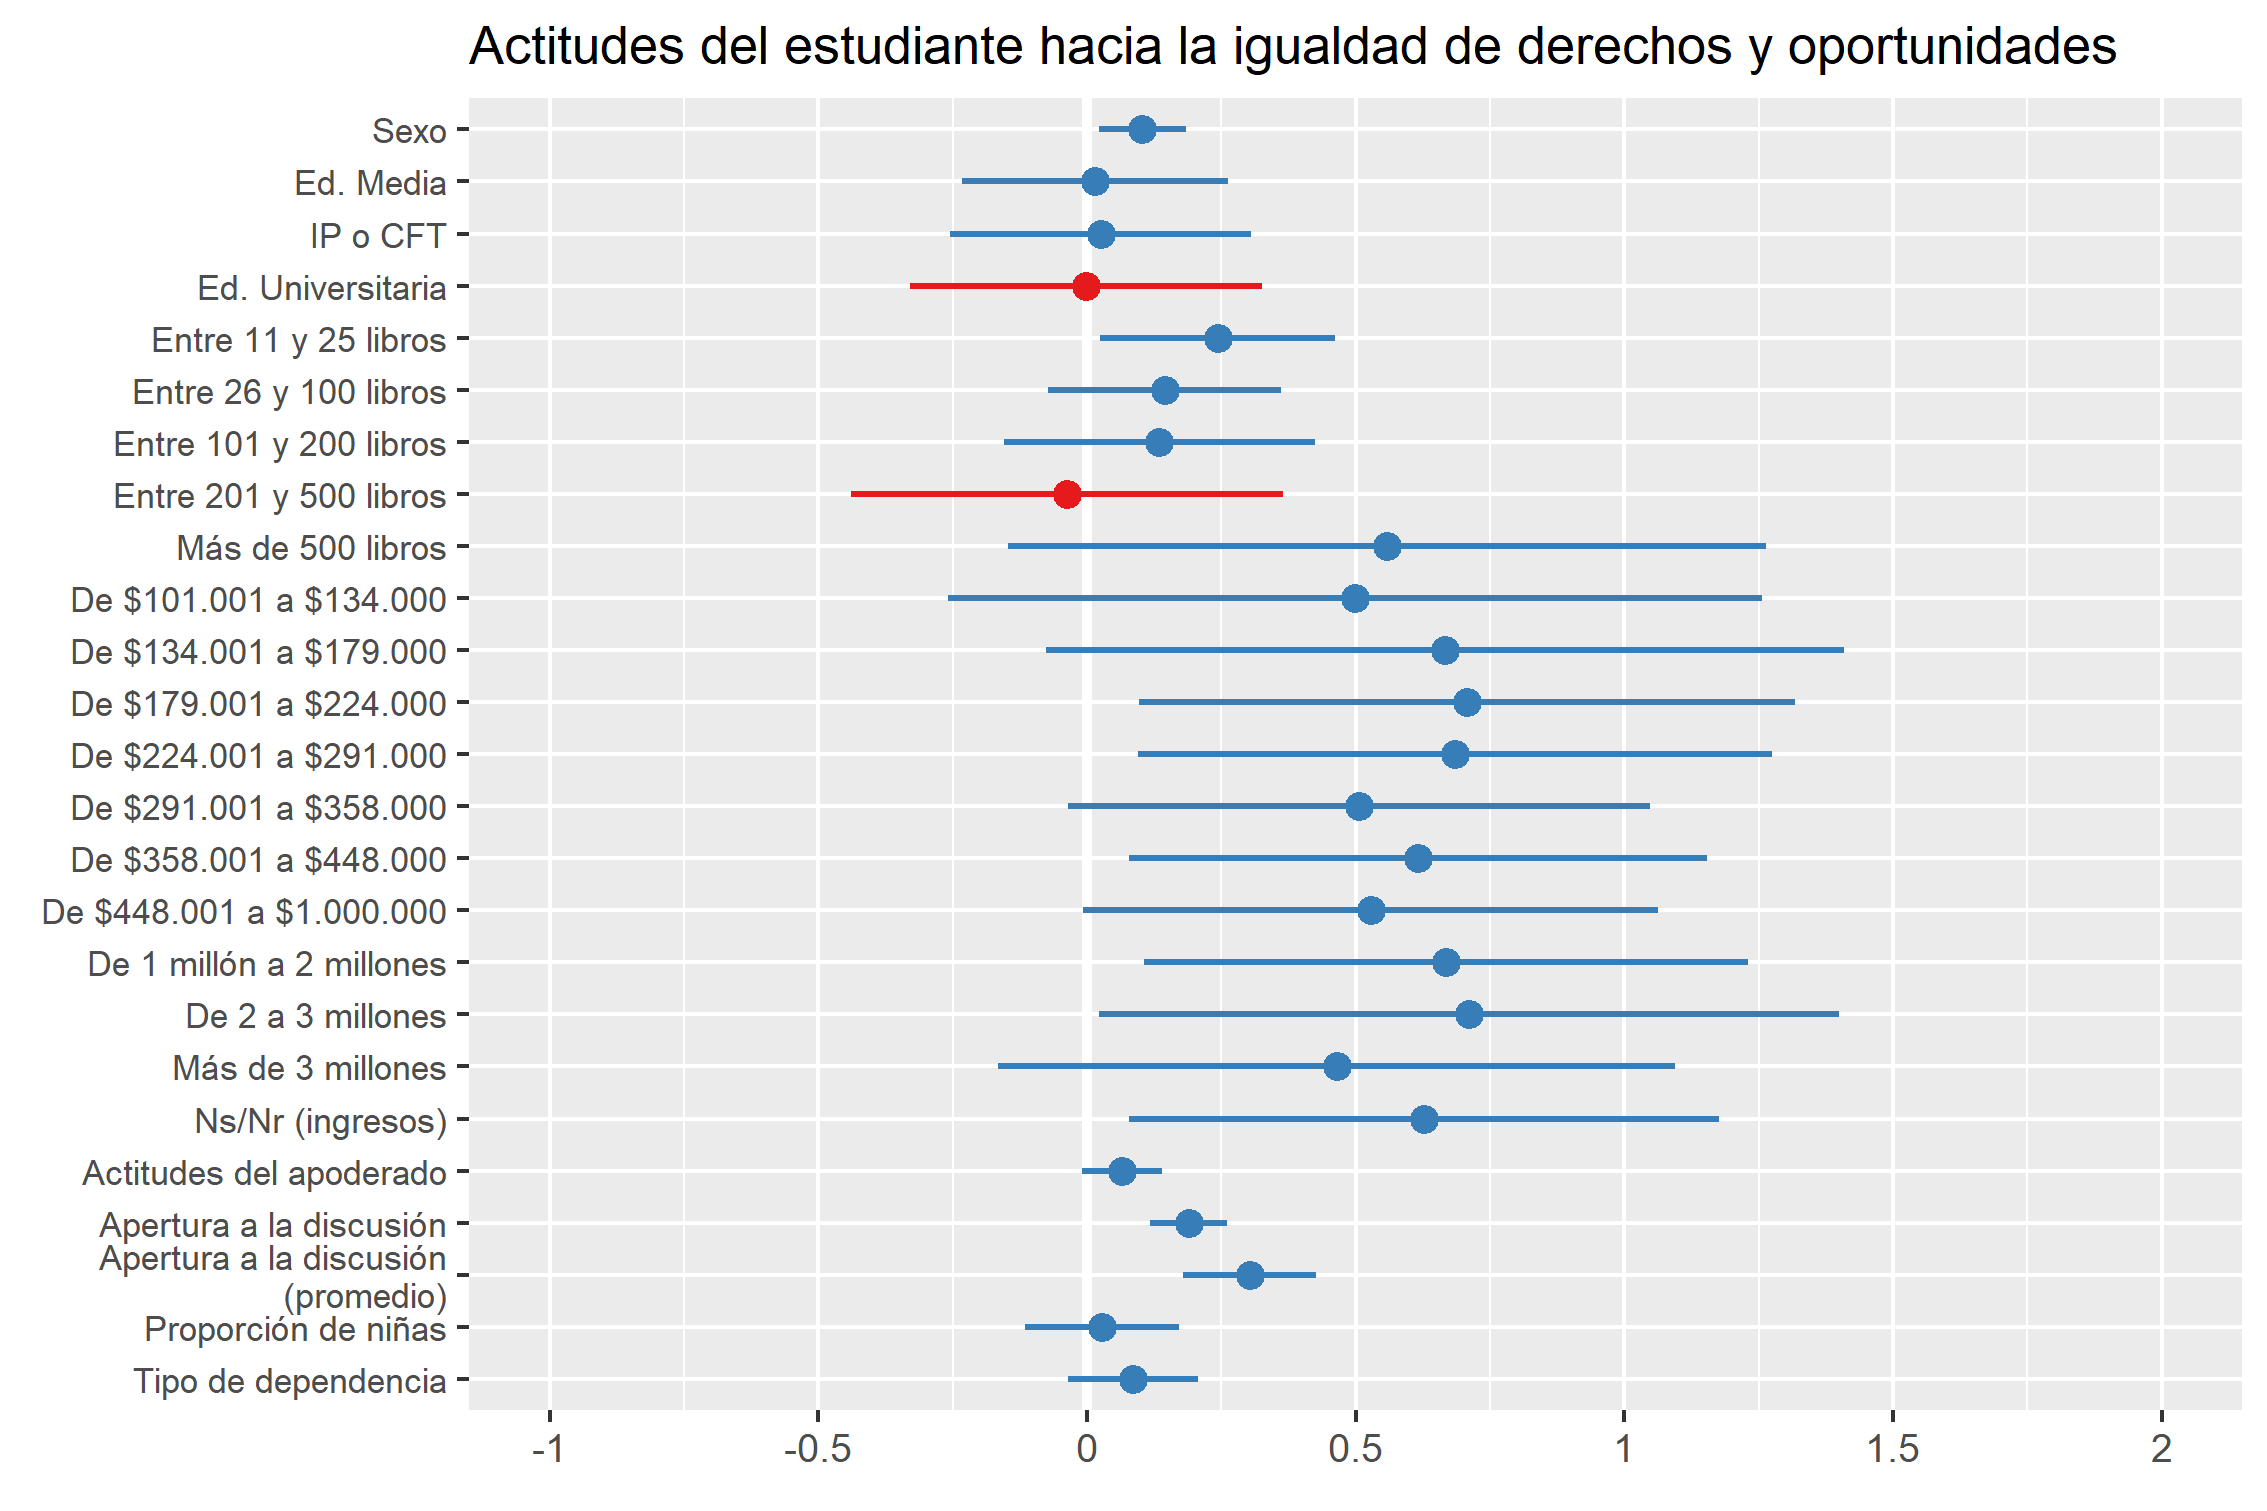 Actitudes del estudiante hacia la igualdad de derechos y oportunidades
Sexo
Ed. Media
IP o CFT
Ed. Universitaria
Entre 11 y 25 libros
Entre 26 y 100 libros
Entre 101 y 200 libros
Entre 201 y 500 libros
Más de 500 libros
De $101.001 a $134.000
De $134.001 a $179.000
De $179.001 a $224.000
De $224.001 a $291.000
De $291.001 a $358.000
De $358.001 a $448.000
De $448.001 a $1.000.000
De 1 millón a 2 millones
De 2 a 3 millones
Más de 3 millones
Ns/Nr (ingresos)
Actitudes del apoderado
Apertura a la discusión
Apertura a la discusión
(promedio)
Proporción de niñas
Tipo de dependencia
-1 -0.5 0 0.5 1 1.5 2